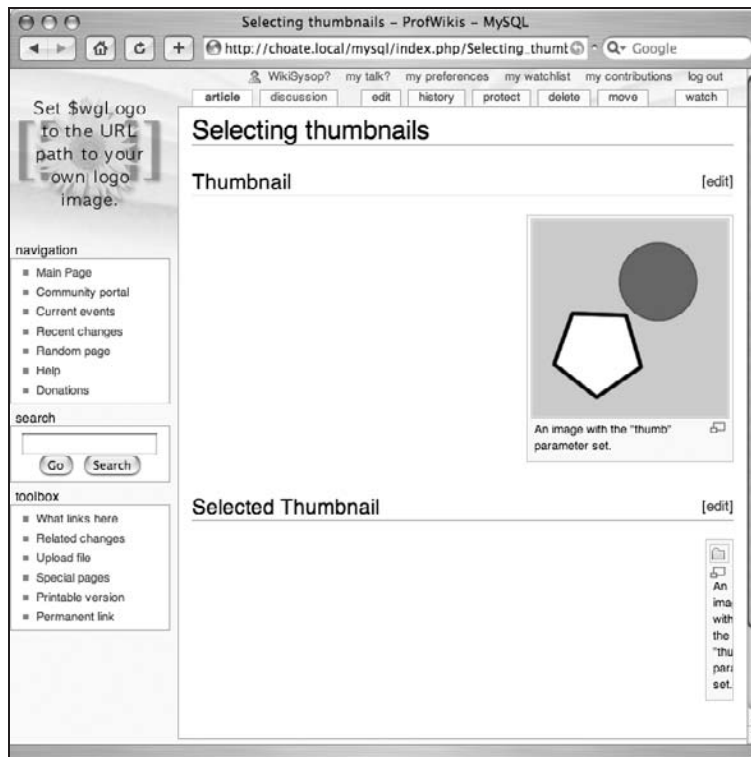 Selecting thumbnails – ProfWikis – MySQL
http://choate.local/mysql/index.php/Selecting_thumb
Google
WikiSysop? my talk? my preferences my watchlist my contributions log out
article discussion edit history protect delete move watch
Set $wgLogo
to the URL
path to your
own logo
image.
Selecting thumbnails
Thumbnail [edit]
An image with the "thumb"
parameter set.
navigation
Main Page
Community portal
Current events
Recent changes
Random page
Help
Donations
search
Go Search
toolbox
What links here
Related changes
Upload file
Special pages
Printable version
Permanent link
Selected Thumbnail [edit]
An
ima
with
the
"thu
para
set.